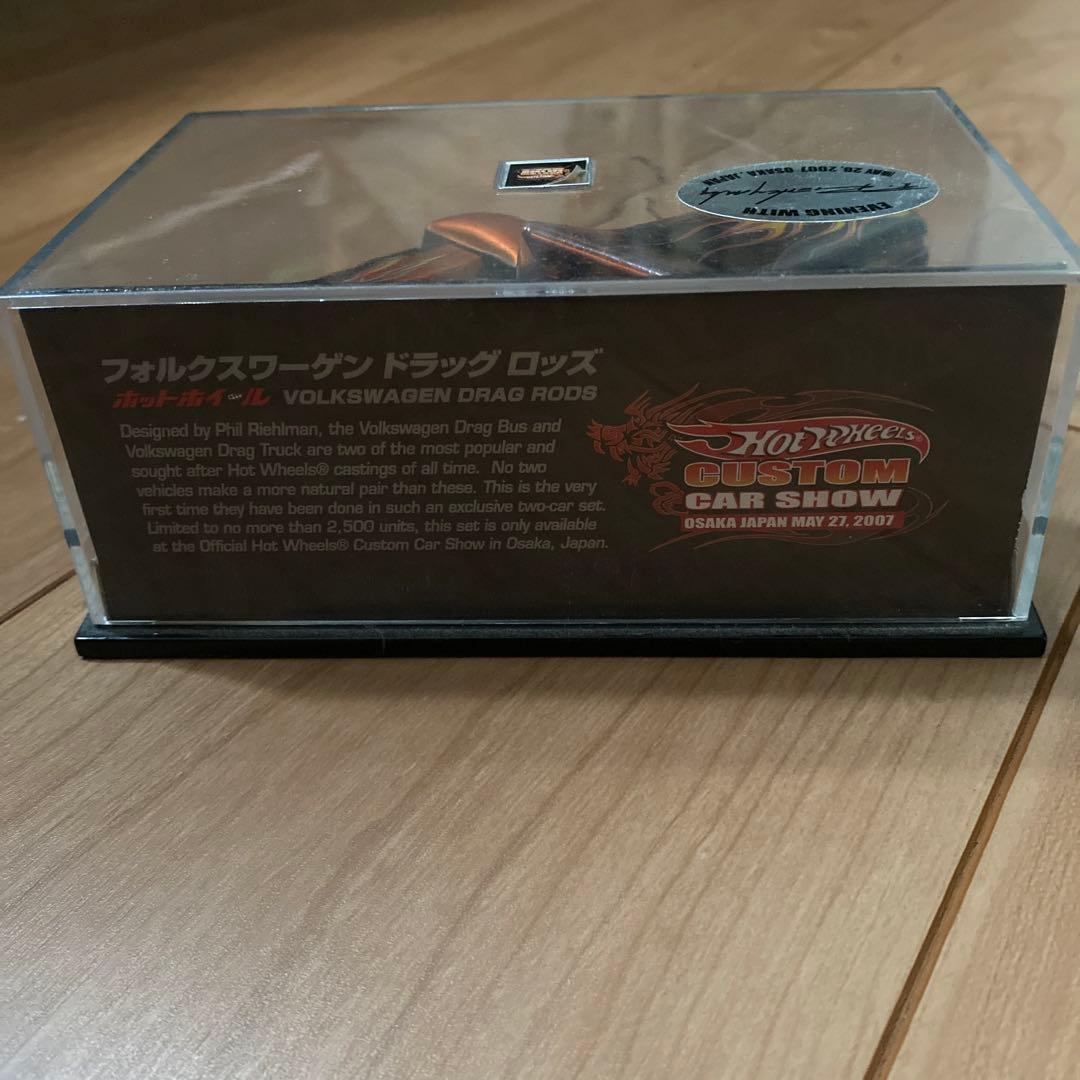 MAY 26, 2007 OSAKA JAPAN
EVENING WITH
フォルクスワーゲン ドラッグ ロッズ
ホットホイール VOLKSWAGEN DRAG RODS
Designed by Phil Riehlman, the Volkswagen Drag Bus and
Volkswagen Drag Truck are two of the most popular and
sought after Hot Wheels® castings of all time. No two
vehicles make a more natural pair than these. This is the very
first time they have been done in such an exclusive two-car set.
Limited to no more than 2,500 units, this set is only available
at the Official Hot Wheels® Custom Car Show in Osaka, Japan.
HOT WHEELS®
CUSTOM
CAR SHOW
OSAKA JAPAN MAY 27, 2007